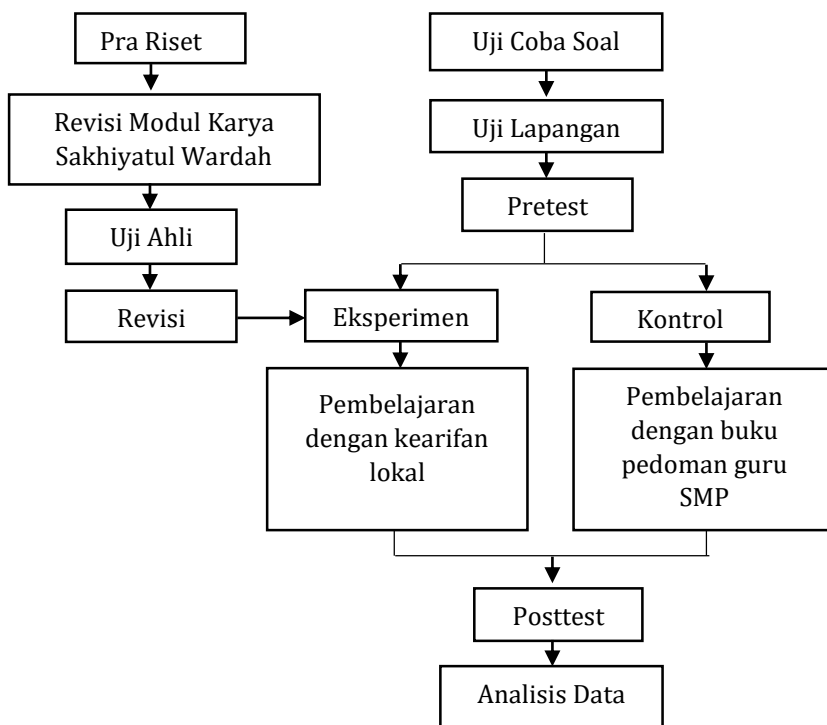 Pra Riset
Uji Coba Soal
Revisi Modul Karya
Sakhiyatul Wardah
Uji Lapangan
Uji Ahli
Pretest
Revisi
Eksperimen
Kontrol
Pembelajaran
dengan kearifan
lokal
Pembelajaran
dengan buku
pedoman guru
SMP
Posttest
Analisis Data